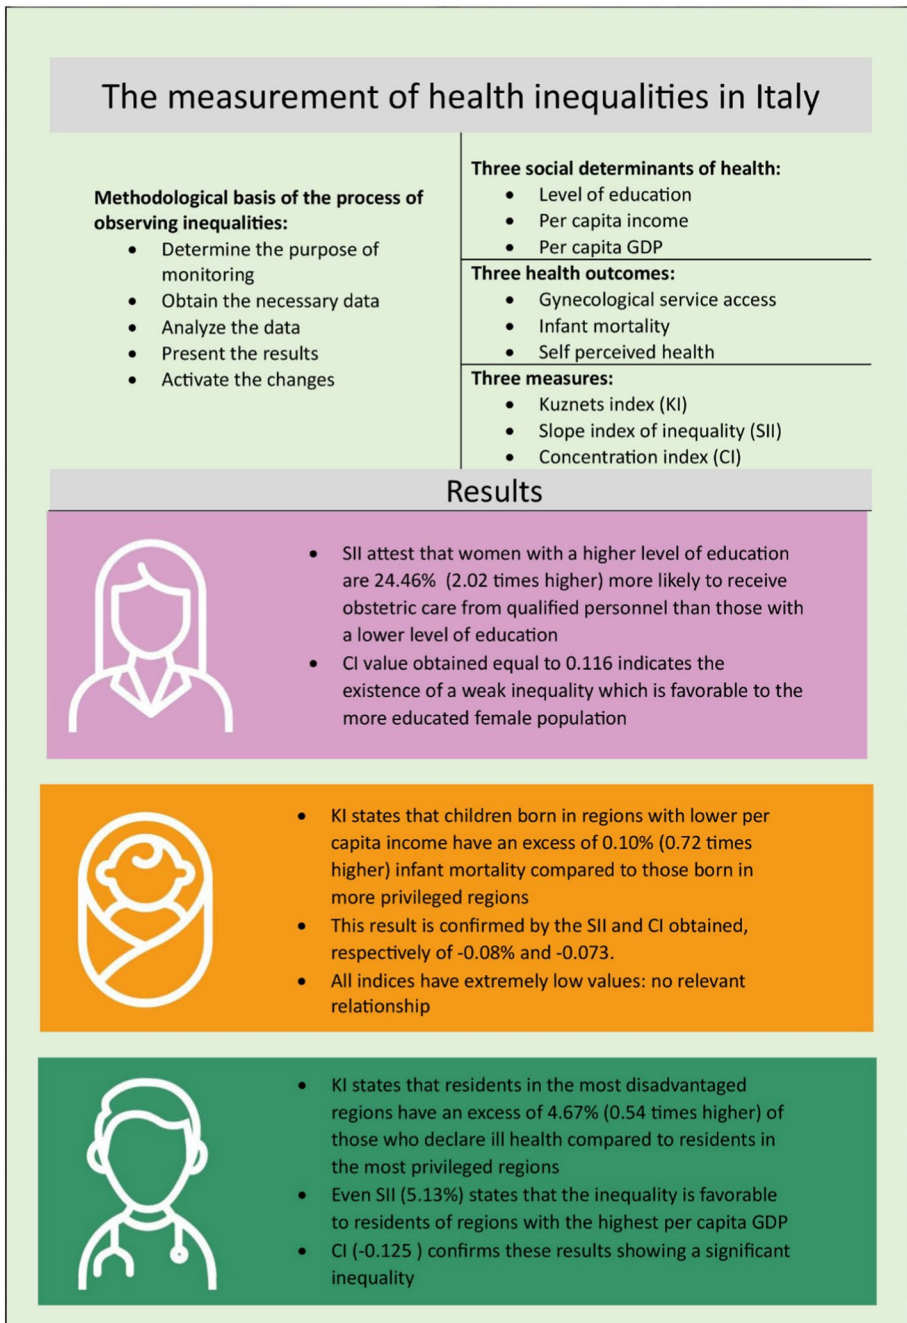 The measurement of health inequalities in Italy
Methodological basis of the process of
observing inequalities:
• Determine the purpose of
monitoring
• Obtain the necessary data
• Analyze the data
• Present the results
• Activate the changes
Three social determinants of health:
• Level of education
• Per capita income
• Per capita GDP
Three health outcomes:
• Gynecological service access
• Infant mortality
• Self perceived health
Three measures:
• Kuznets index (KI)
• Slope index of inequality (SII)
• Concentration index (CI)
Results
• SII attest that women with a higher level of education
are 24.46% (2.02 times higher) more likely to receive
obstetric care from qualified personnel than those with
a lower level of education
• CI value obtained equal to 0.116 indicates the
existence of a weak inequality which is favorable to the
more educated female population
• KI states that children born in regions with lower per
capita income have an excess of 0.10% (0.72 times
higher) infant mortality compared to those born in
more privileged regions
• This result is confirmed by the SII and CI obtained,
respectively of -0.08% and -0.073.
• All indices have extremely low values: no relevant
relationship
• KI states that residents in the most disadvantaged
regions have an excess of 4.67% (0.54 times higher) of
those who declare ill health compared to residents in
the most privileged regions
• Even SII (5.13%) states that the inequality is favorable
to residents of regions with the highest per capita GDP
• CI (-0.125 ) confirms these results showing a significant
inequality